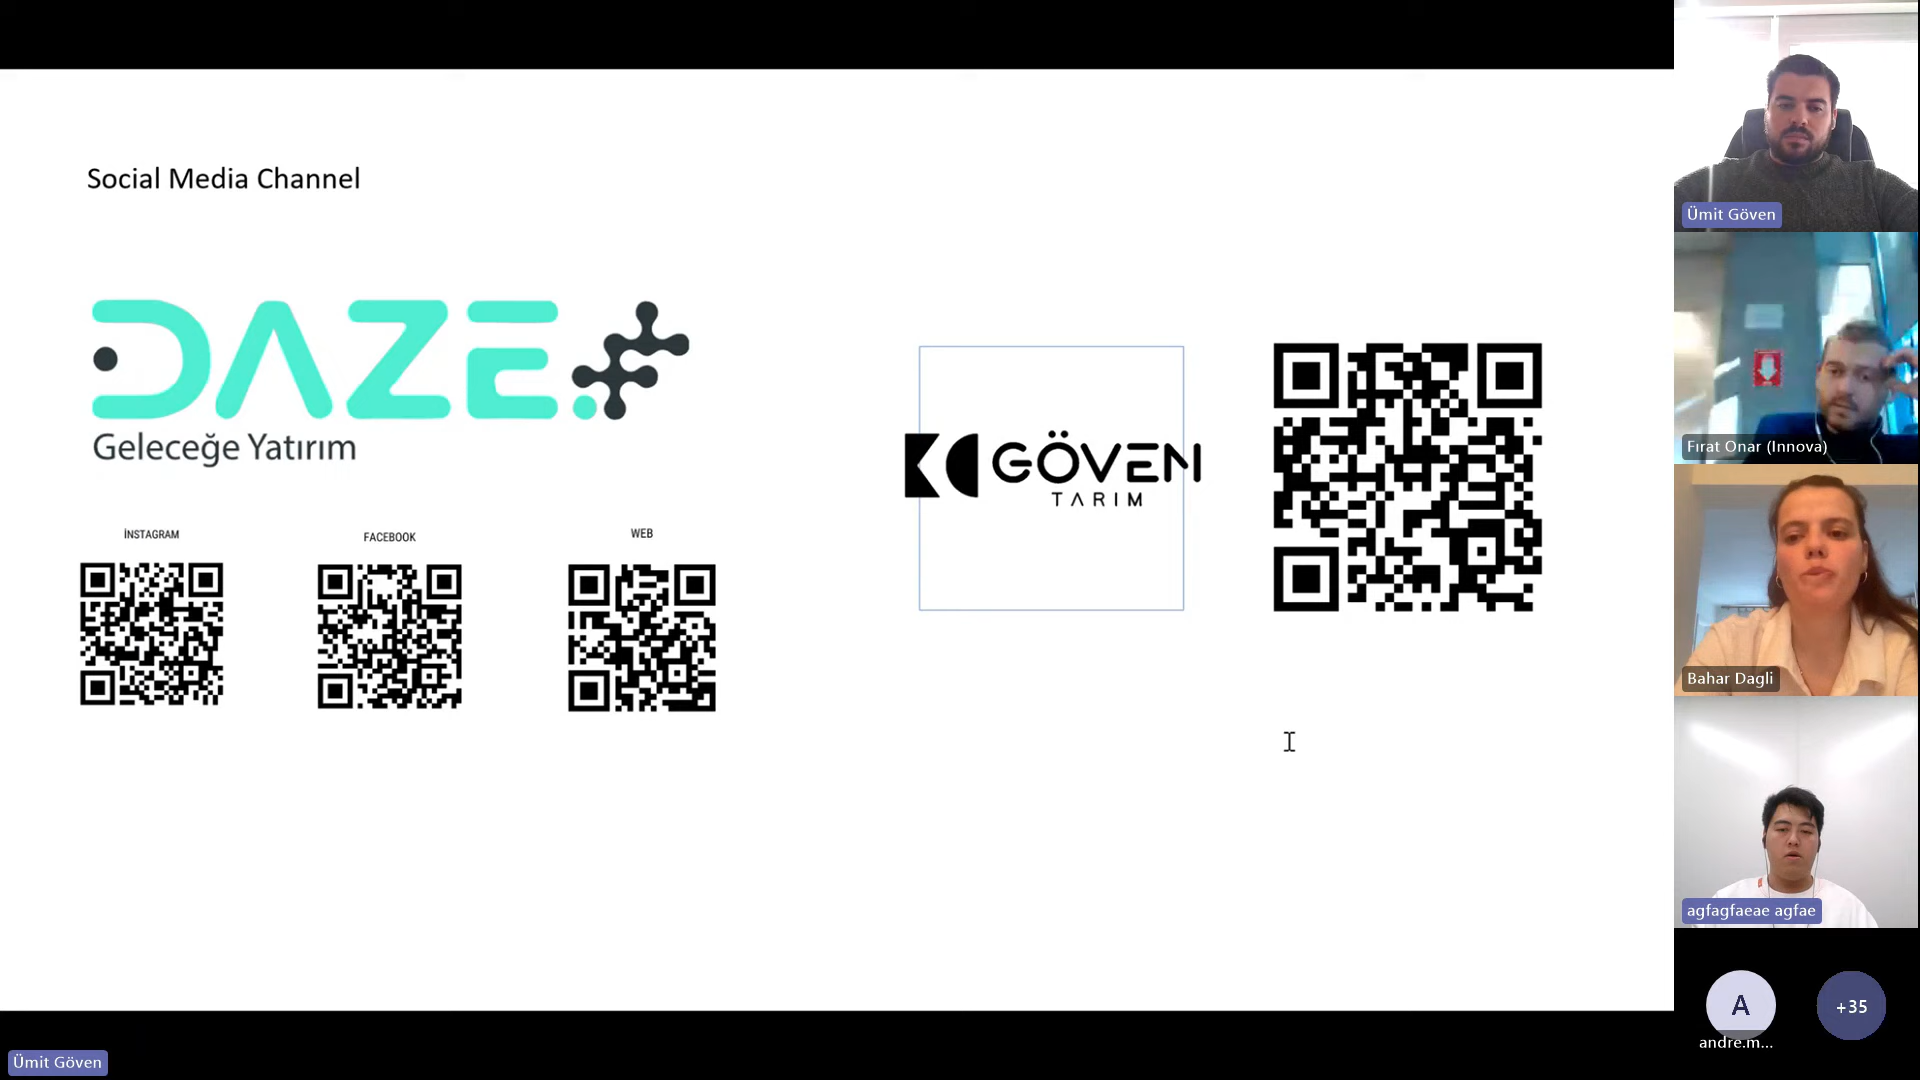 Social Media Channel
DAZE.
Geleceğe Yatırım
İNSTAGRAM
FACEBOOK
WEB
GÖVEN
TARIM
Ümit Göven
Fırat Onar (Innova)
Bahar Dagli
agfagfaeae agfae
A
andre.m...
+35
Ümit Göven